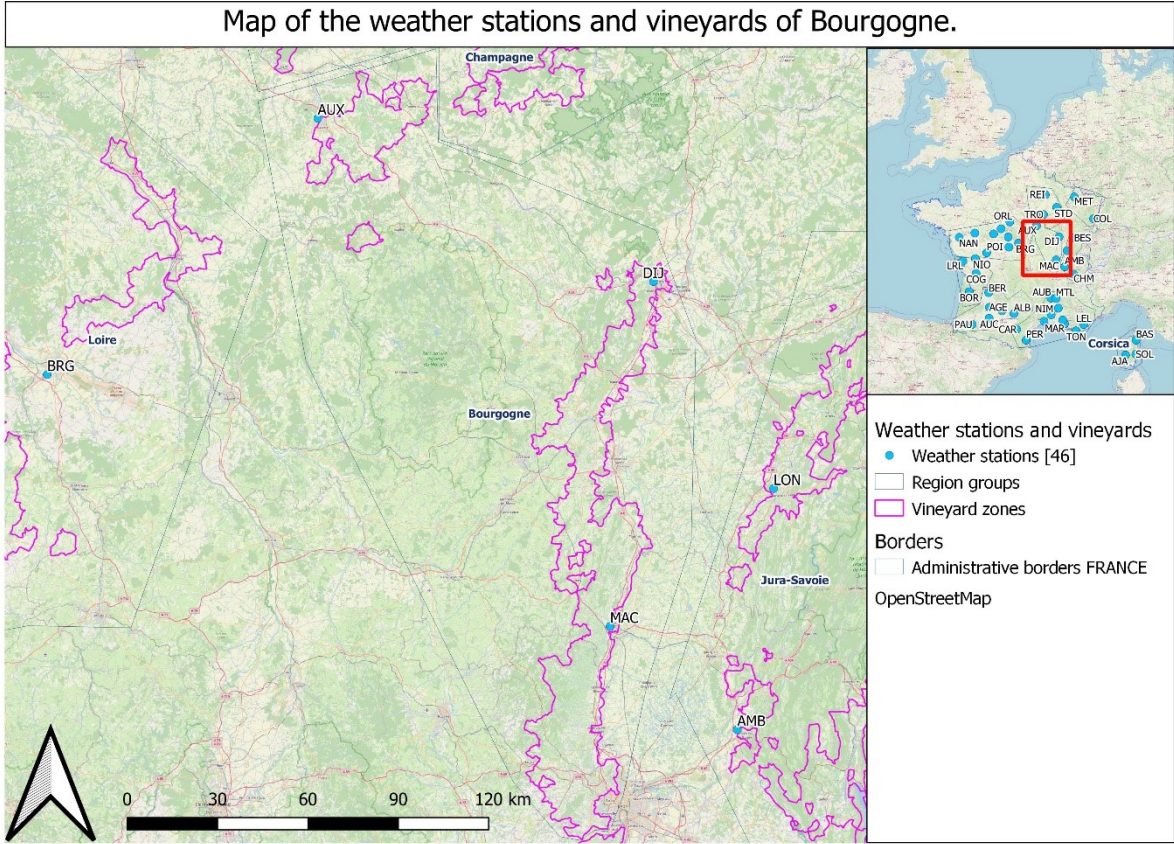 Map of the weather stations and vineyards of Bourgogne.
Champagne
AUX
DIJ
Loire
BRG
Bourgogne
LON
Jura-Savoie
MAC
AMB
0 30 60 90 120 km
REI
MET
TRO
STD
COL
ORL
AUX
NAN
DIJ
BES
POI
BRG
LRL
NIO
MAC
AMB
CHM
COG
BER
BOR
AUB
MTL
AGE
ALB
NIM
PAU
AUC
CAR
MAR
LEL
PER
TON
BAS
Corsica
AJA
SOL
Weather stations and vineyards
Weather stations [46]
Region groups
Vineyard zones
Borders
Administrative borders FRANCE
OpenStreetMap